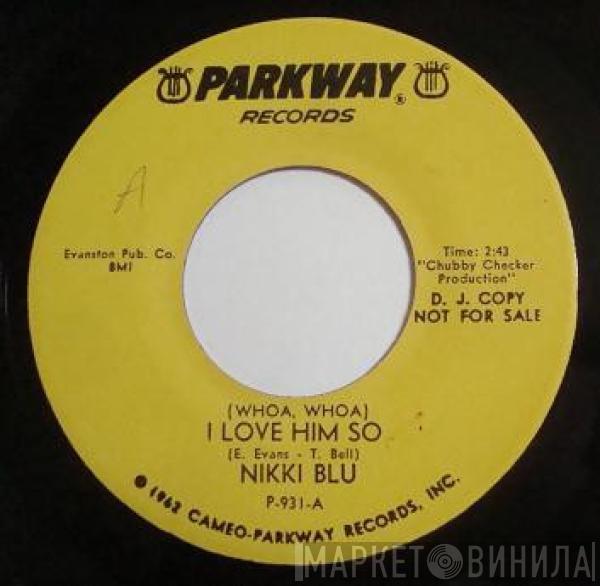 PARKWAY®
RECORDS
A
Evanston Pub. Co.
BMI
Time: 2:43
"Chubby Checker
Production"
D. J. COPY
NOT FOR SALE
(WHOA, WHOA)
I LOVE HIM SO
(E. Evans - T. Bell)
NIKKI BLU
P-931-A
© 1962 CAMEO-PARKWAY RECORDS, INC.
МАРКЕТ ВИНИЛА